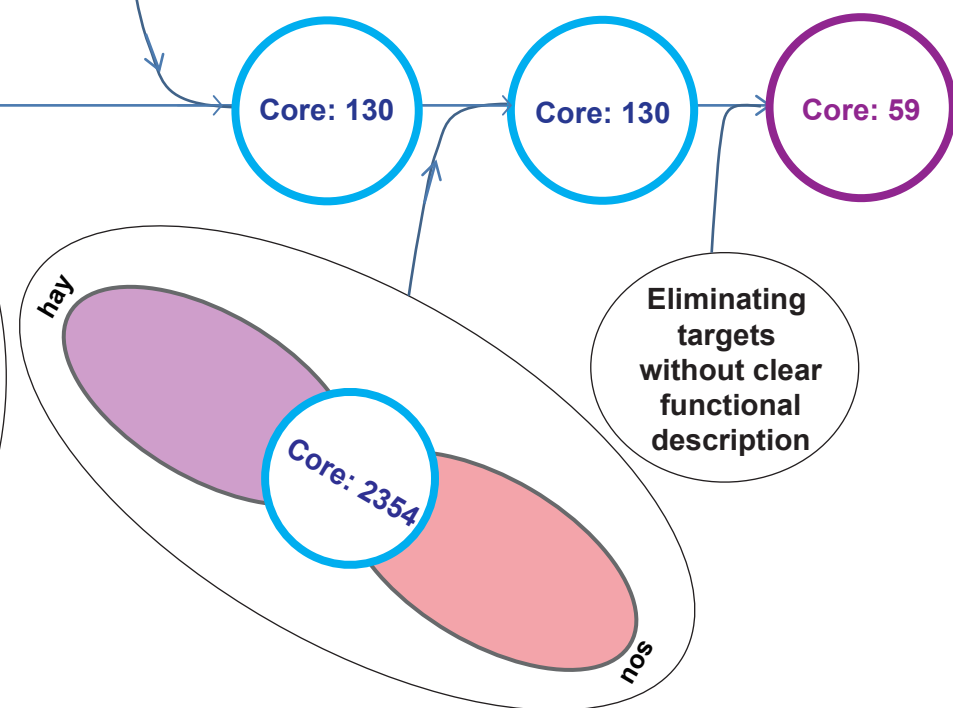 Core: 130
Core: 130
Core: 59
hay
Core: 2354
nos
Eliminating
targets
without clear
functional
description